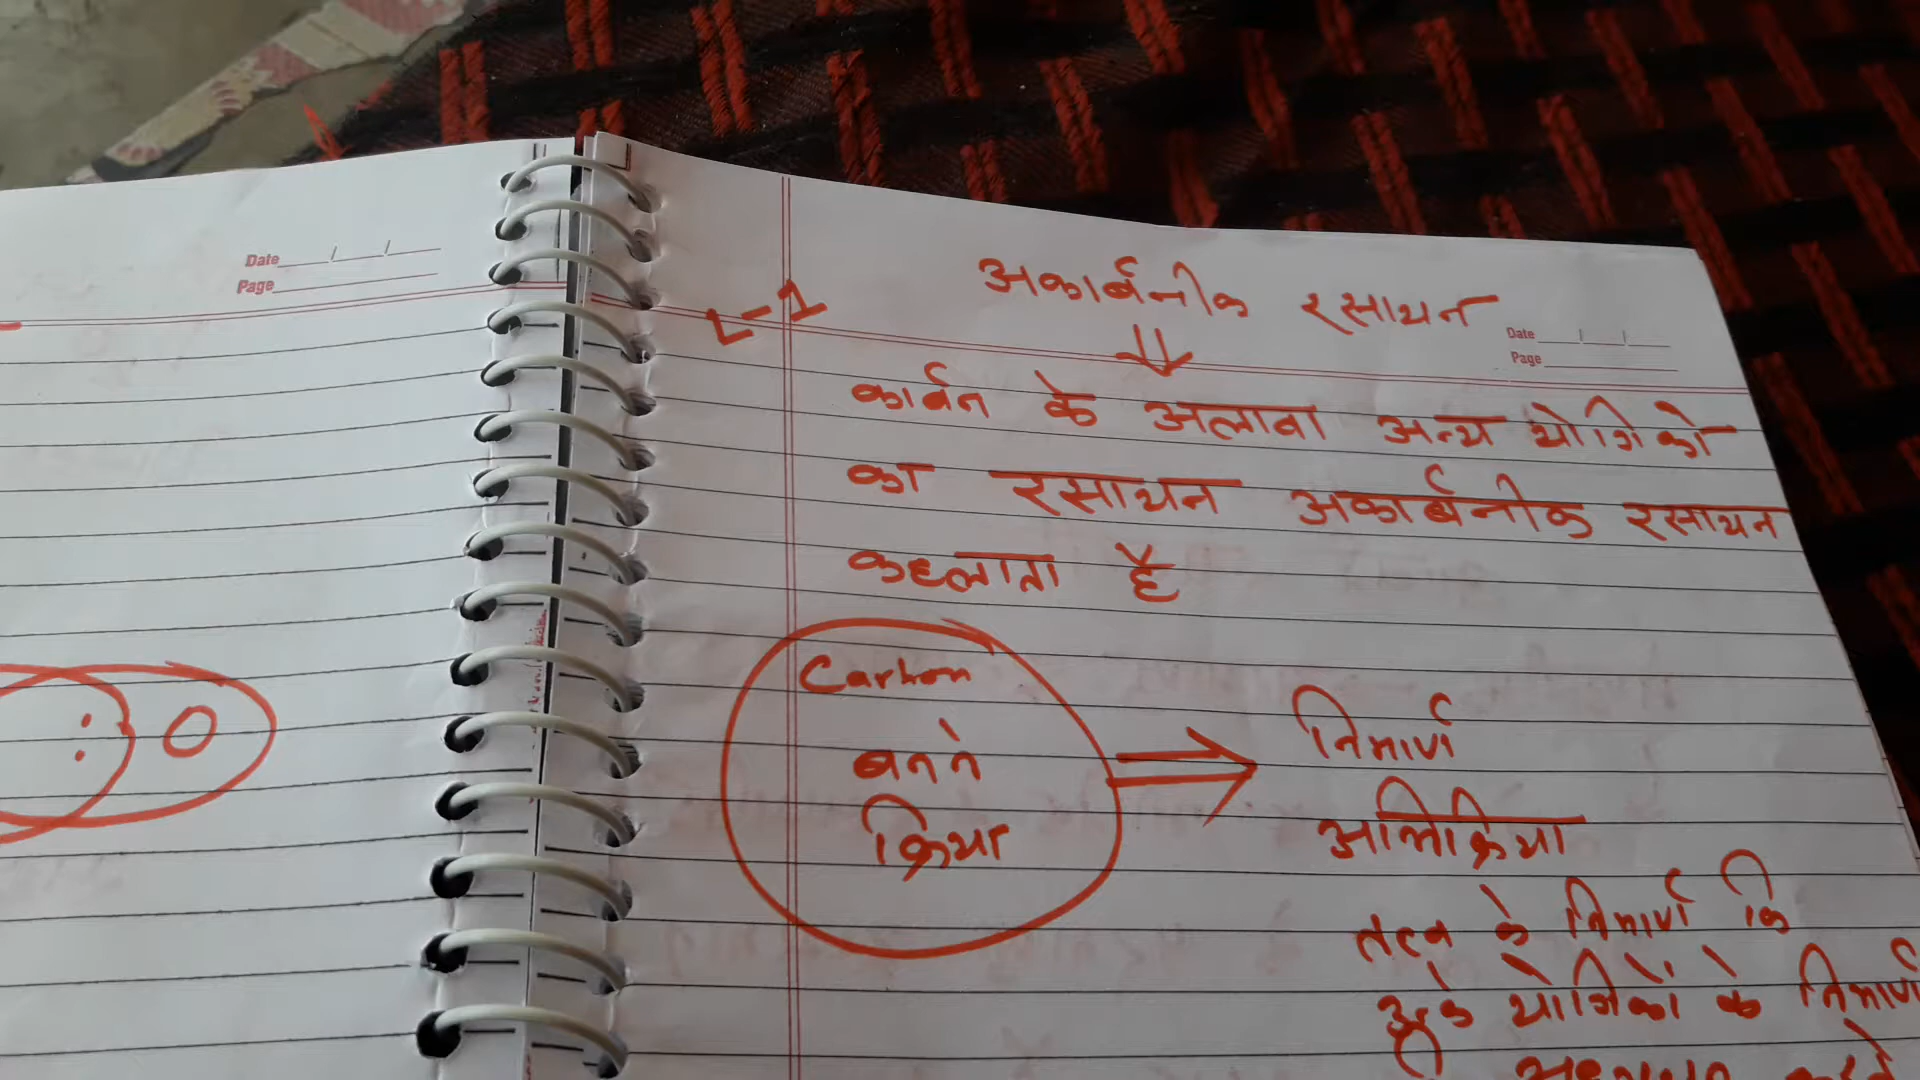 Date
Page
L-1
अकार्बनीक रसायन
Date
Page
कार्बन के अलावा अन्य योगिको
का रसायन अकार्बनीक रसायन
कहलाता है
Carbon
बनने
क्रिया
निर्माण
अभिक्रिया
तत्व के निर्माण कि
योगिकों के निर्माण